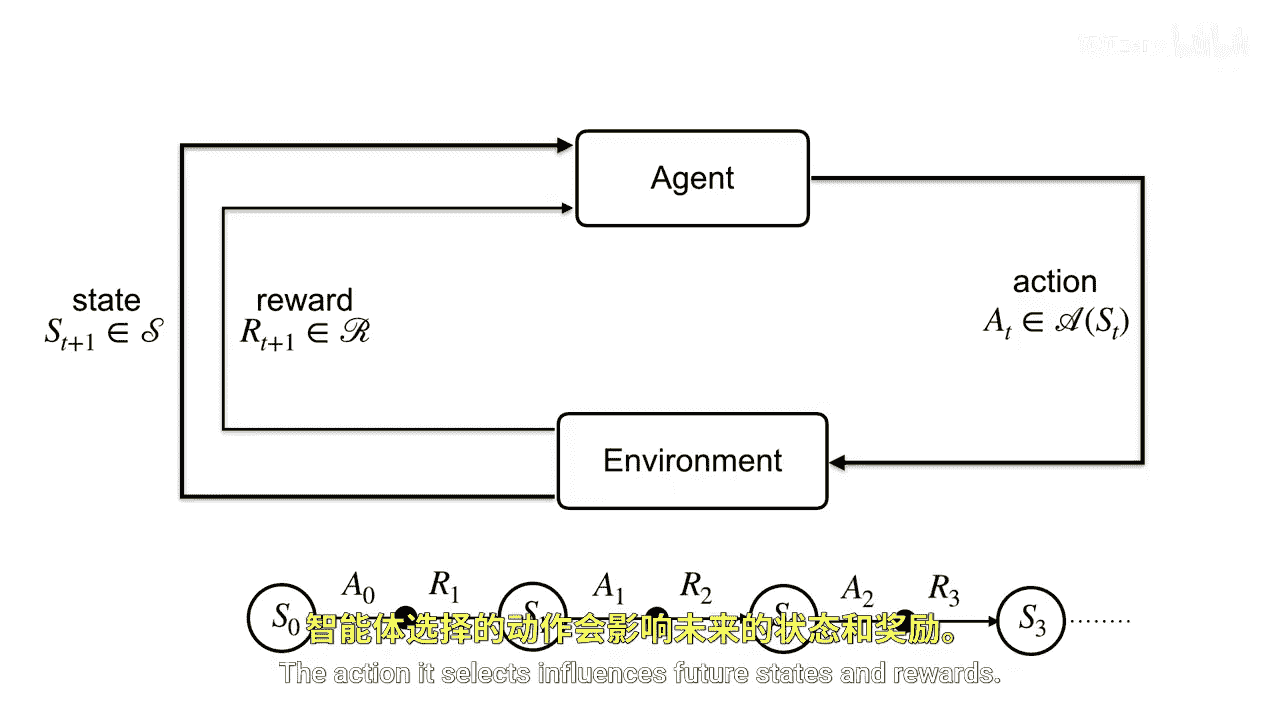 Agent
state
S_{t+1} ∈ 𝒮
reward
R_{t+1} ∈ ℛ
action
A_t ∈ 𝒜(S_t)
Environment
S_0 A_0 R_1 S A_1 R_2 S A_2 R_3 S_3 ········
智能体选择的动作会影响未来的状态和奖励。
The action it selects influences future states and rewards.